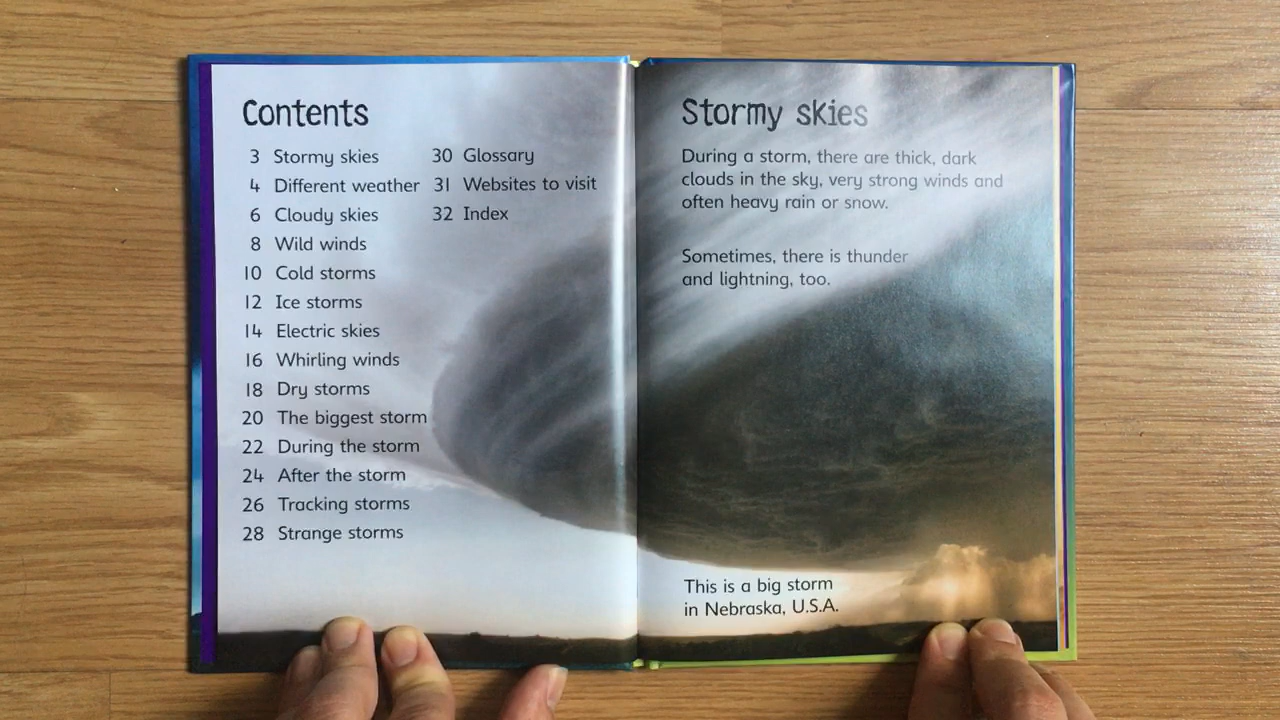 Contents
3 Stormy skies
4 Different weather
6 Cloudy skies
8 Wild winds
10 Cold storms
12 Ice storms
14 Electric skies
16 Whirling winds
18 Dry storms
20 The biggest storm
22 During the storm
24 After the storm
26 Tracking storms
28 Strange storms
30 Glossary
31 Websites to visit
32 Index
Stormy skies
During a storm, there are thick, dark
clouds in the sky, very strong winds and
often heavy rain or snow.
Sometimes, there is thunder
and lightning, too.
This is a big storm
in Nebraska, U.S.A.